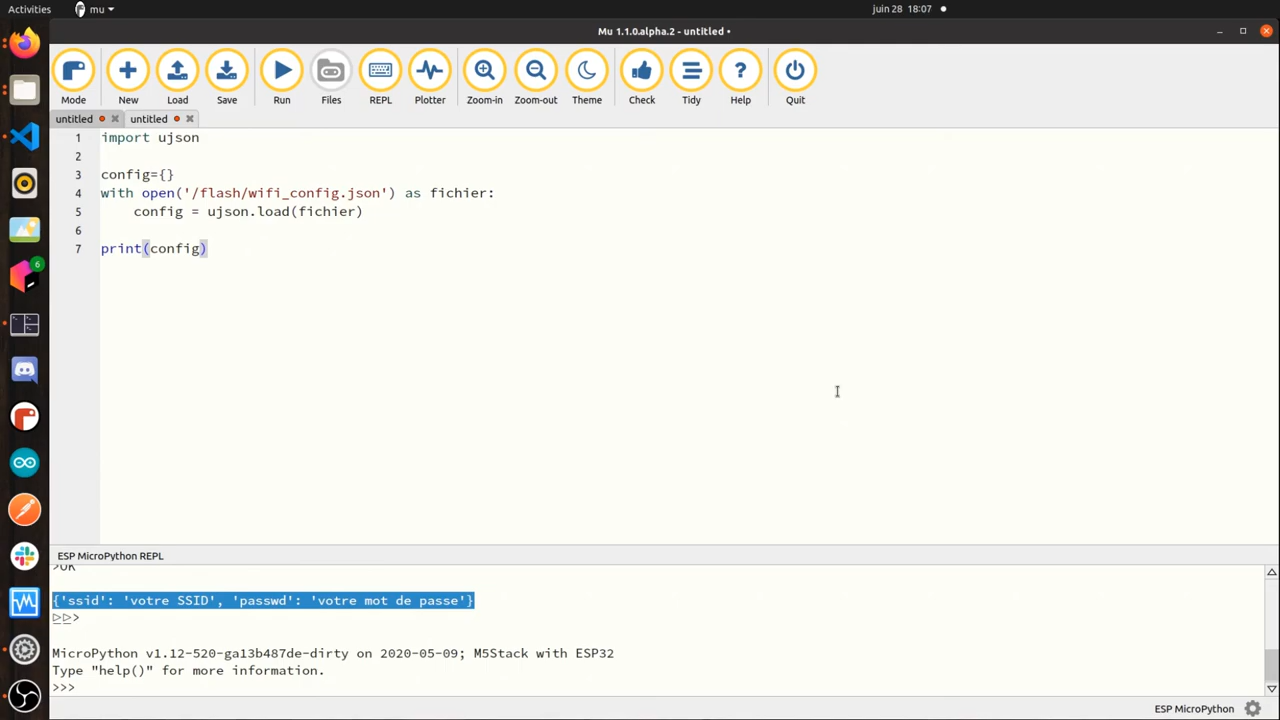 Activities mu juin 28 18:07
Mu 1.1.0.alpha.2 - untitled •
Mode New Load Save Run Files REPL Plotter Zoom-in Zoom-out Theme Check Tidy Help Quit
untitled untitled
1 import ujson
2
3 config={}
4 with open('/flash/wifi_config.json') as fichier:
5 config = ujson.load(fichier)
6
7 print(config)
6
ESP MicroPython REPL
>OK
{'ssid': 'votre SSID', 'passwd': 'votre mot de passe'}
>
MicroPython v1.12-520-ga13b487de-dirty on 2020-05-09; M5Stack with ESP32
Type "help()" for more information.
>>>
ESP MicroPython